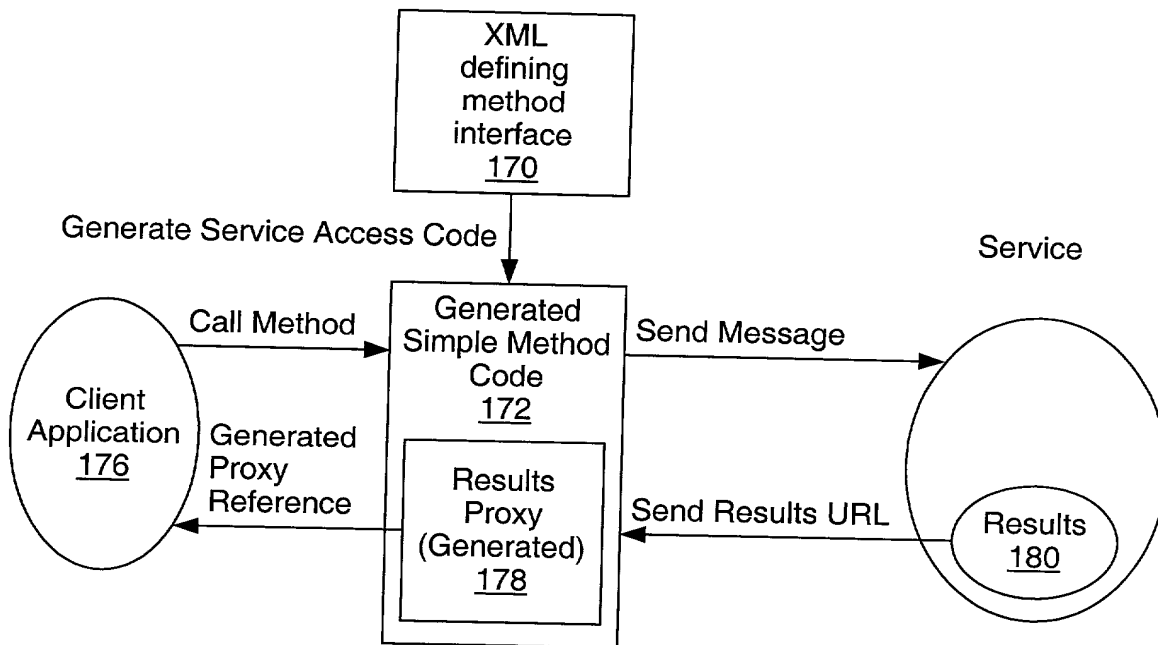 XML
defining
method
interface
170
Generate Service Access Code
Service
Call Method
Generated
Simple Method
Code
172
Send Message
Client
Application
176
Generated
Proxy
Reference
Results
Proxy
(Generated)
178
Send Results URL
Results
180